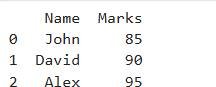 Name Marks
0 John 85
1 David 90
2 Alex 95